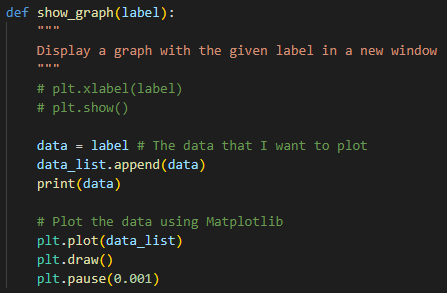 def show_graph(label):
    """
    Display a graph with the given label in a new window
    """
    # plt.xlabel(label)
    # plt.show()

    data = label # The data that I want to plot
    data_list.append(data)
    print(data)

    # Plot the data using Matplotlib
    plt.plot(data_list)
    plt.draw()
    plt.pause(0.001)